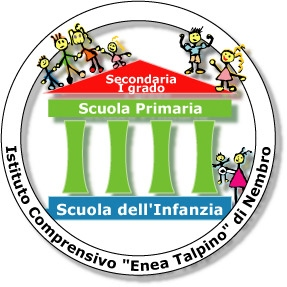 Secondaria
I grado
Scuola Primaria
Scuola dell'Infanzia
Istituto Comprensivo "Enea Talpino" di Nembro